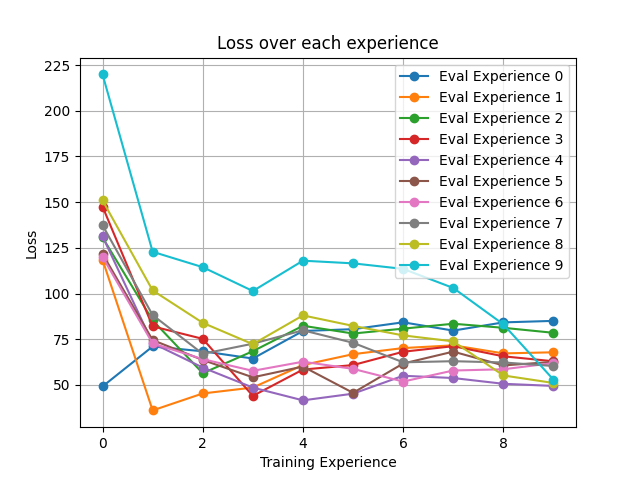 Loss over each experience
225
200
175
150
125
100
75
50
Loss
0
2
4
6
8
Training Experience
Eval Experience 0
Eval Experience 1
Eval Experience 2
Eval Experience 3
Eval Experience 4
Eval Experience 5
Eval Experience 6
Eval Experience 7
Eval Experience 8
Eval Experience 9